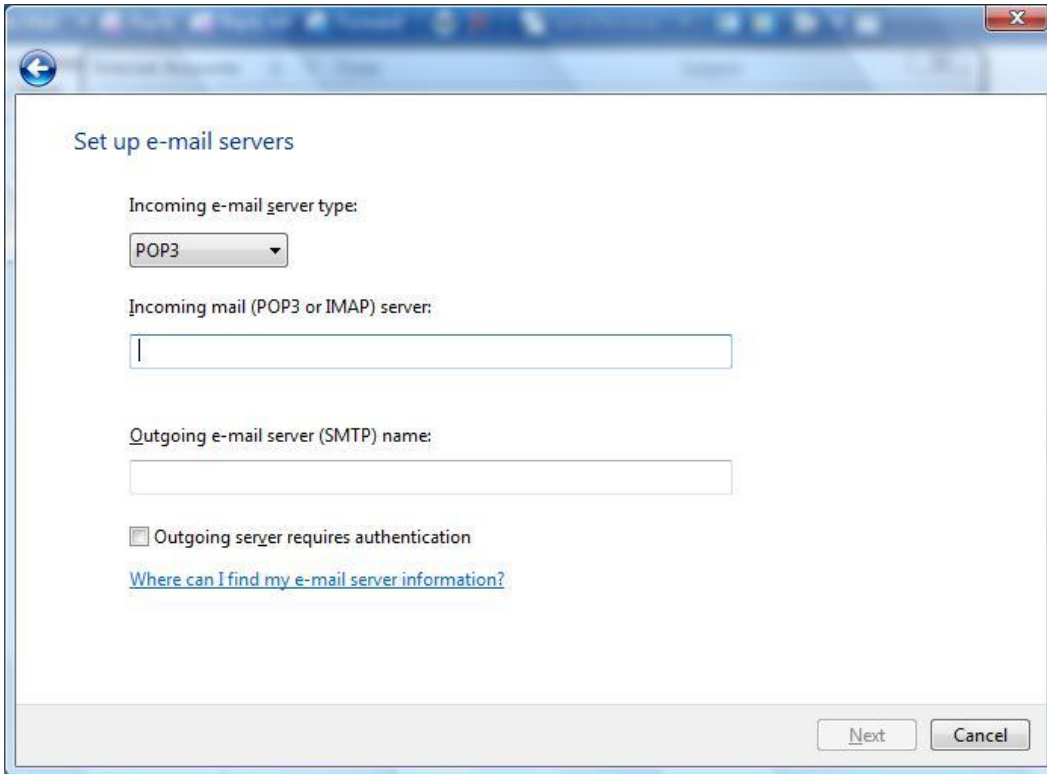 Set up e-mail servers
Incoming e-mail server type:
POP3
Incoming mail (POP3 or IMAP) server:
Outgoing e-mail server (SMTP) name:
Outgoing server requires authentication
Where can I find my e-mail server information?
Next Cancel